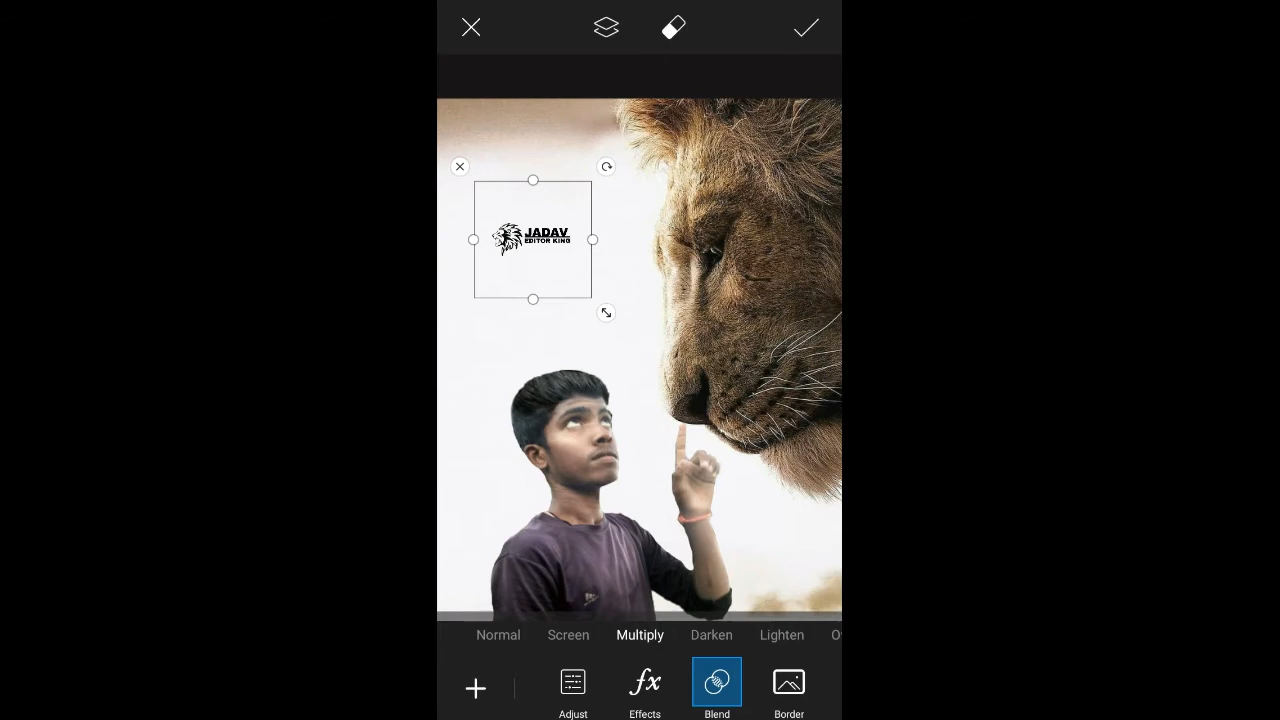 JADAV
EDITOR KING
Normal Screen Multiply Darken Lighten
Adjust Effects Blend Border